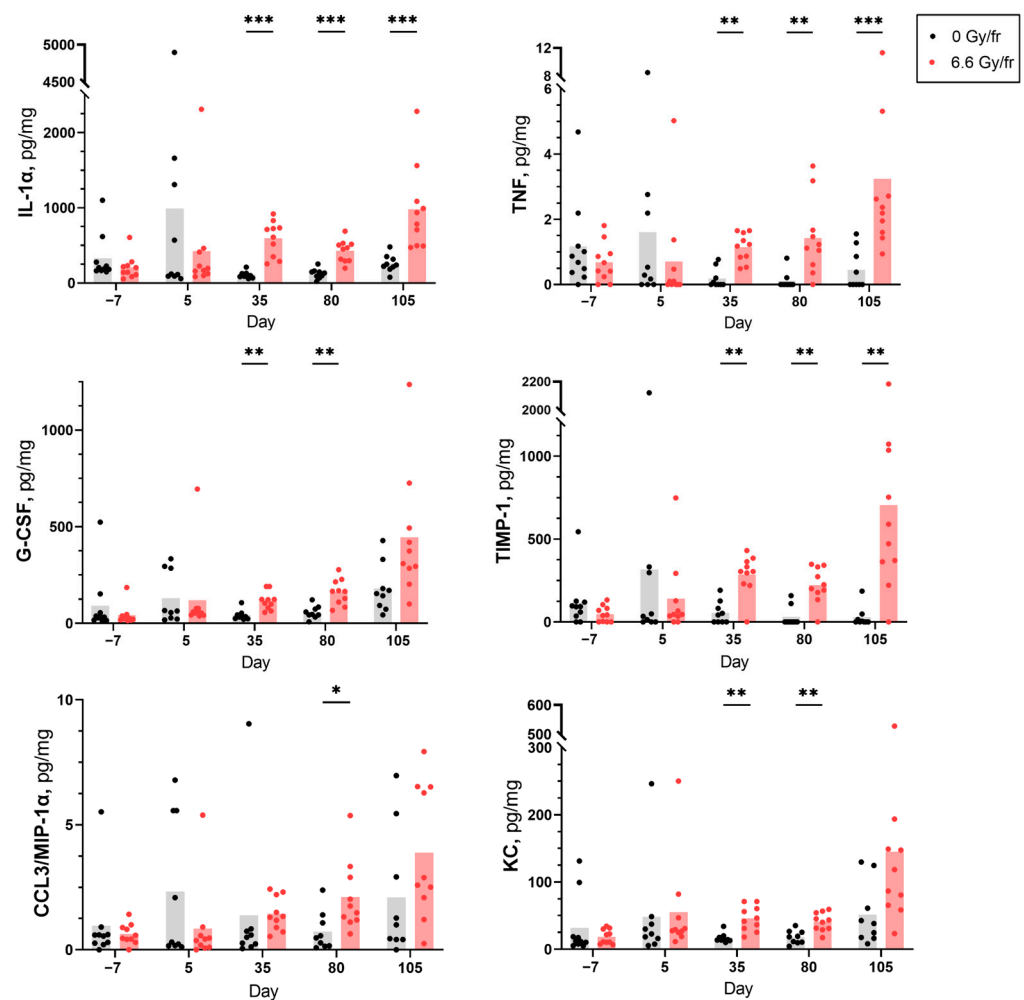 *** *** ***
5000
4500
2000
1000
0
IL-1α, pg/mg
−7 5 35 80 105
Day
** ** ***
12
8
6
4
2
0
TNF, pg/mg
−7 5 35 80 105
Day
0 Gy/fr
6.6 Gy/fr
** **
1000
500
0
G-CSF, pg/mg
−7 5 35 80 105
Day
** ** **
2200
2000
1000
500
0
TIMP-1, pg/mg
−7 5 35 80 105
Day
*
10
5
0
CCL3/MIP-1α, pg/mg
−7 5 35 80 105
Day
** **
600
500
300
200
100
50
0
KC, pg/mg
−7 5 35 80 105
Day